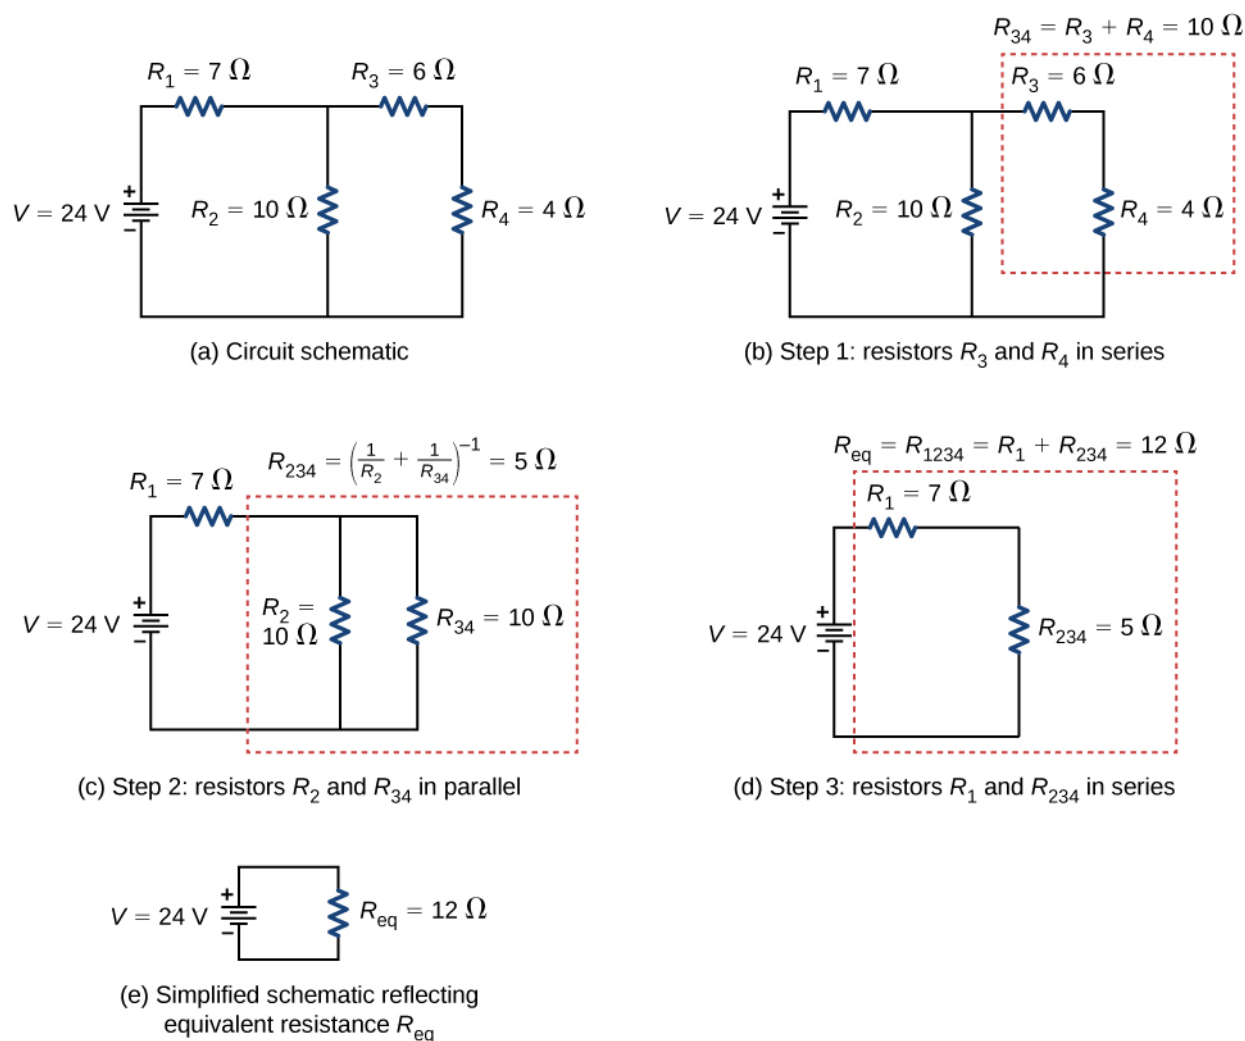 R₁ = 7 Ω
R₃ = 6 Ω
V = 24 V
+
−
R₂ = 10 Ω
R₄ = 4 Ω
(a) Circuit schematic
R₃₄ = R₃ + R₄ = 10 Ω
R₁ = 7 Ω
R₃ = 6 Ω
V = 24 V
+
−
R₂ = 10 Ω
R₄ = 4 Ω
(b) Step 1: resistors R₃ and R₄ in series
R₂₃₄ = (1/R₂ + 1/R₃₄)⁻¹ = 5 Ω
R₁ = 7 Ω
V = 24 V
+
−
R₂ =
10 Ω
R₃₄ = 10 Ω
(c) Step 2: resistors R₂ and R₃₄ in parallel
R_eq = R₁₂₃₄ = R₁ + R₂₃₄ = 12 Ω
R₁ = 7 Ω
V = 24 V
+
−
R₂₃₄ = 5 Ω
(d) Step 3: resistors R₁ and R₂₃₄ in series
V = 24 V
+
−
R_eq = 12 Ω
(e) Simplified schematic reflecting
equivalent resistance R_eq